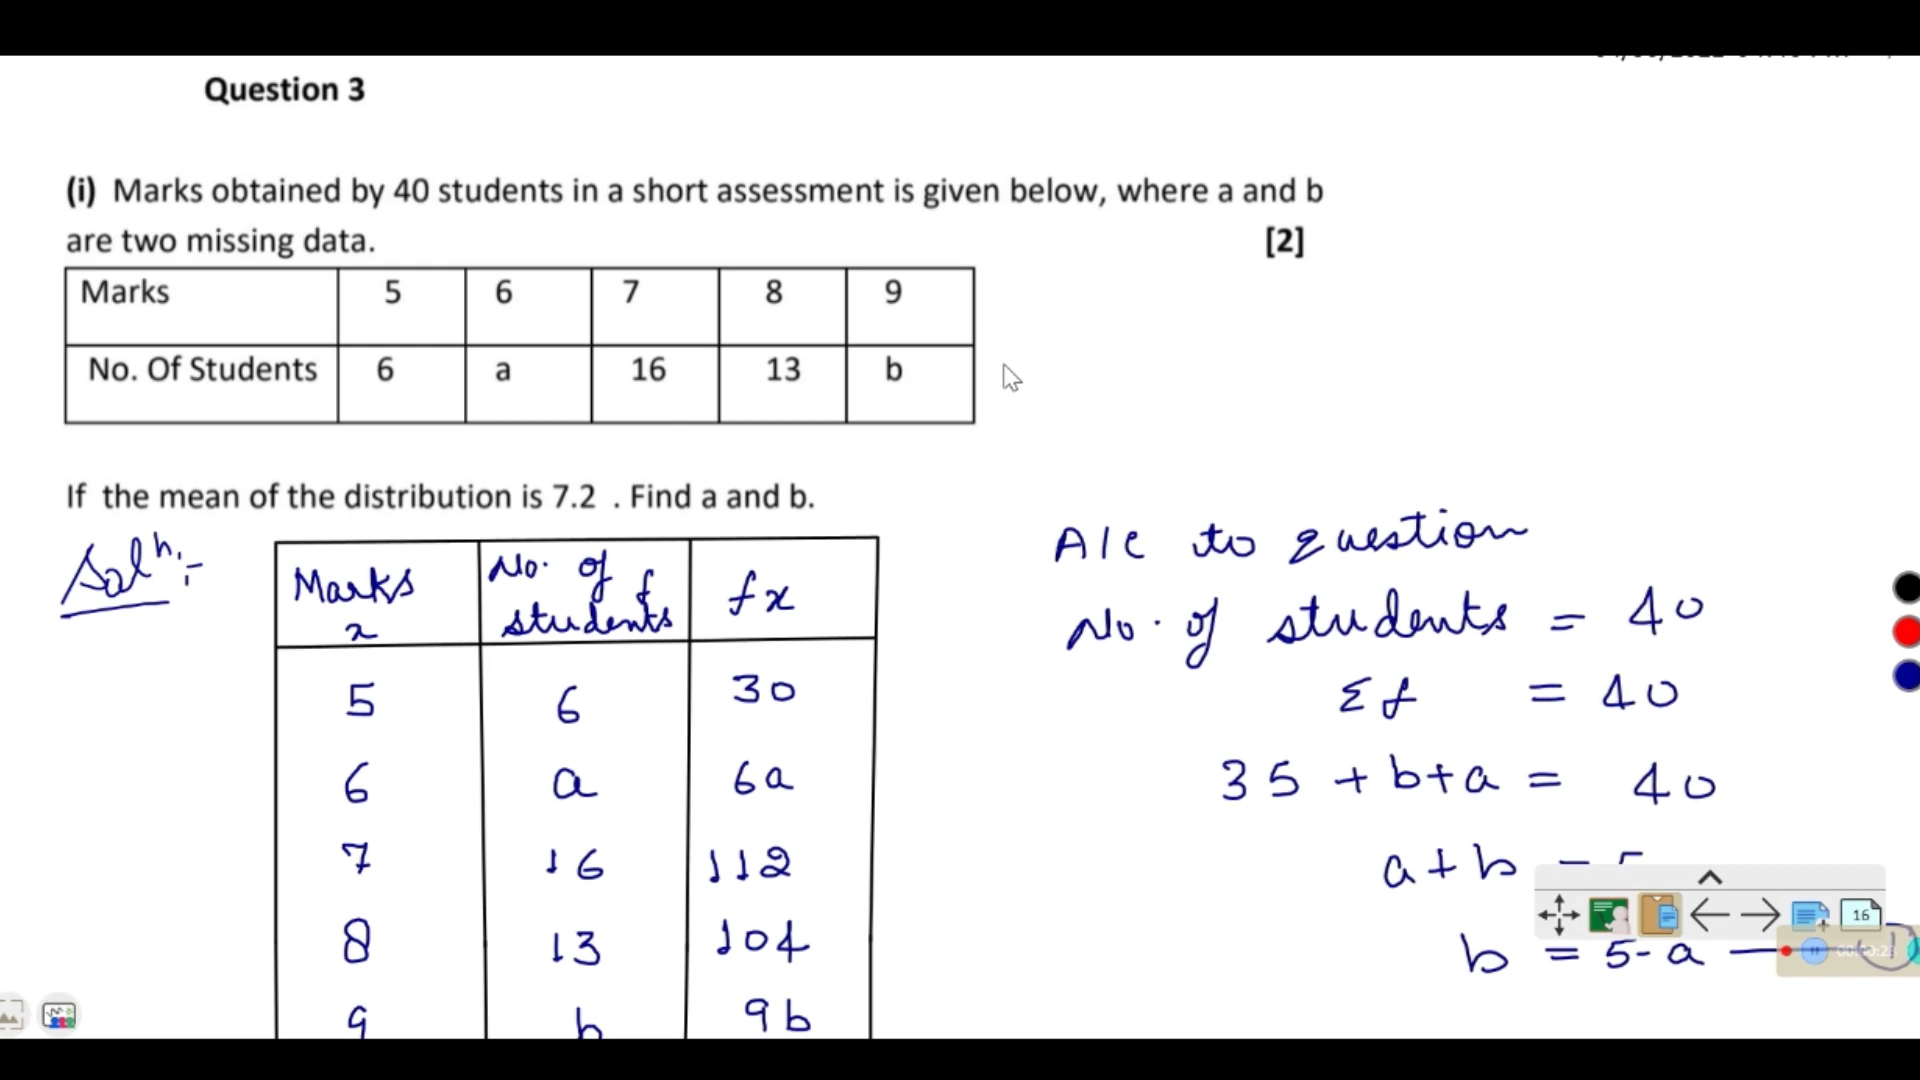 Question 3
(i) Marks obtained by 40 students in a short assessment is given below, where a and b
are two missing data. [2]
Marks 5 6 7 8 9
No. Of Students 6 a 16 13 b
If the mean of the distribution is 7.2 . Find a and b.
Solⁿ:-
Marks x No. of students f fx
5 6 30
6 a 6a
7 16 112
8 13 104
9 b 9b
A/c to question
No. of students = 40
Σf = 40
35 + b+a = 40
a+b = 5
b = 5-a
16